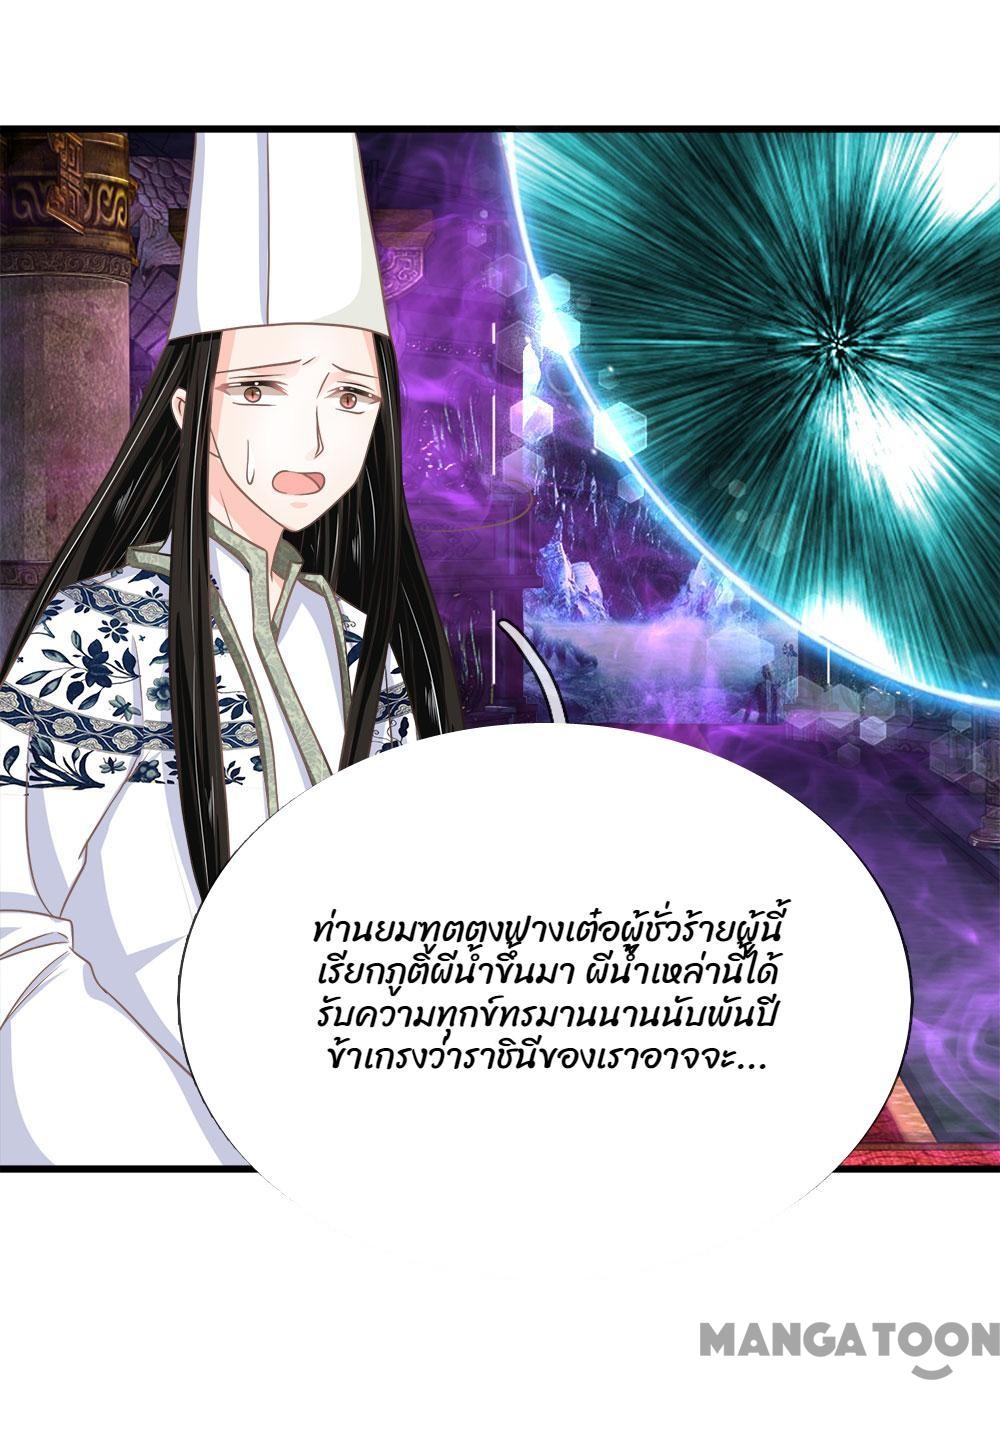 ท่านยมทูตตงฟางเต๋อผู้ชั่วร้ายผู้นี้
เรียกภูติผีน้ำขึ้นมา ผีน้ำเหล่านี้ได้
รับความทุกข์ทรมานนานนับพันปี
ข้าเกรงว่าราชินีของเราอาจจะ...
MANGATOON